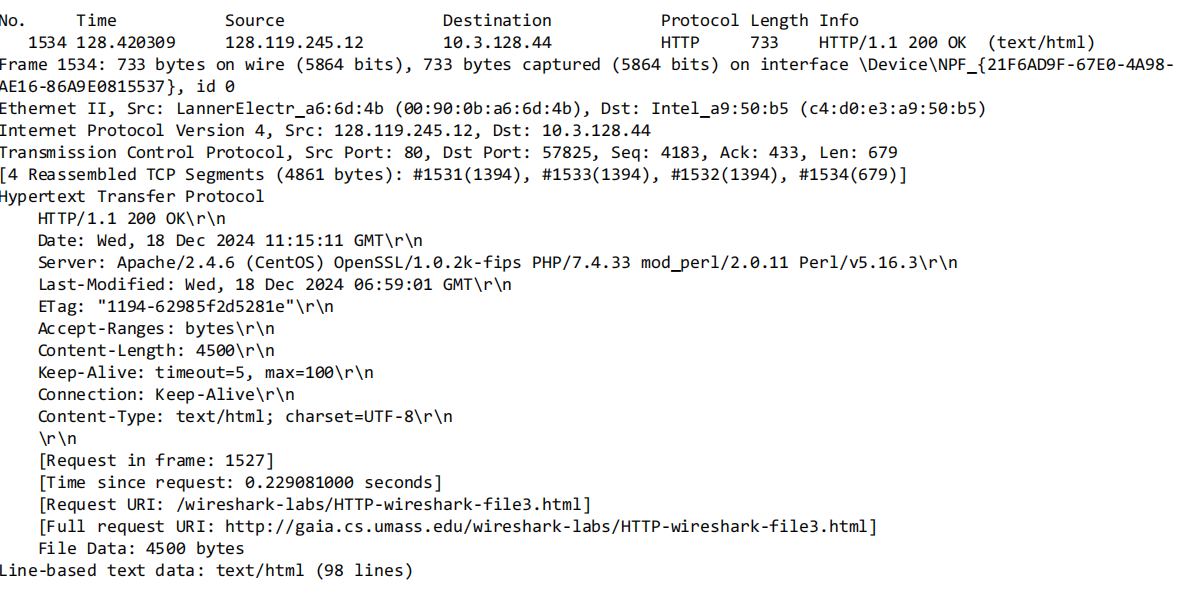 No.     Time           Source                Destination           Protocol Length Info
   1534 128.420309     128.119.245.12        10.3.128.44           HTTP     733    HTTP/1.1 200 OK  (text/html)
Frame 1534: 733 bytes on wire (5864 bits), 733 bytes captured (5864 bits) on interface \Device\NPF_{21F6AD9F-67E0-4A98-
AE16-86A9E0815537}, id 0
Ethernet II, Src: LannerElectr_a6:6d:4b (00:90:0b:a6:6d:4b), Dst: Intel_a9:50:b5 (c4:d0:e3:a9:50:b5)
Internet Protocol Version 4, Src: 128.119.245.12, Dst: 10.3.128.44
Transmission Control Protocol, Src Port: 80, Dst Port: 57825, Seq: 4183, Ack: 433, Len: 679
[4 Reassembled TCP Segments (4861 bytes): #1531(1394), #1533(1394), #1532(1394), #1534(679)]
Hypertext Transfer Protocol
    HTTP/1.1 200 OK\r\n
    Date: Wed, 18 Dec 2024 11:15:11 GMT\r\n
    Server: Apache/2.4.6 (CentOS) OpenSSL/1.0.2k-fips PHP/7.4.33 mod_perl/2.0.11 Perl/v5.16.3\r\n
    Last-Modified: Wed, 18 Dec 2024 06:59:01 GMT\r\n
    ETag: "1194-62985f2d5281e"\r\n
    Accept-Ranges: bytes\r\n
    Content-Length: 4500\r\n
    Keep-Alive: timeout=5, max=100\r\n
    Connection: Keep-Alive\r\n
    Content-Type: text/html; charset=UTF-8\r\n
    \r\n
    [Request in frame: 1527]
    [Time since request: 0.229081000 seconds]
    [Request URI: /wireshark-labs/HTTP-wireshark-file3.html]
    [Full request URI: http://gaia.cs.umass.edu/wireshark-labs/HTTP-wireshark-file3.html]
    File Data: 4500 bytes
Line-based text data: text/html (98 lines)